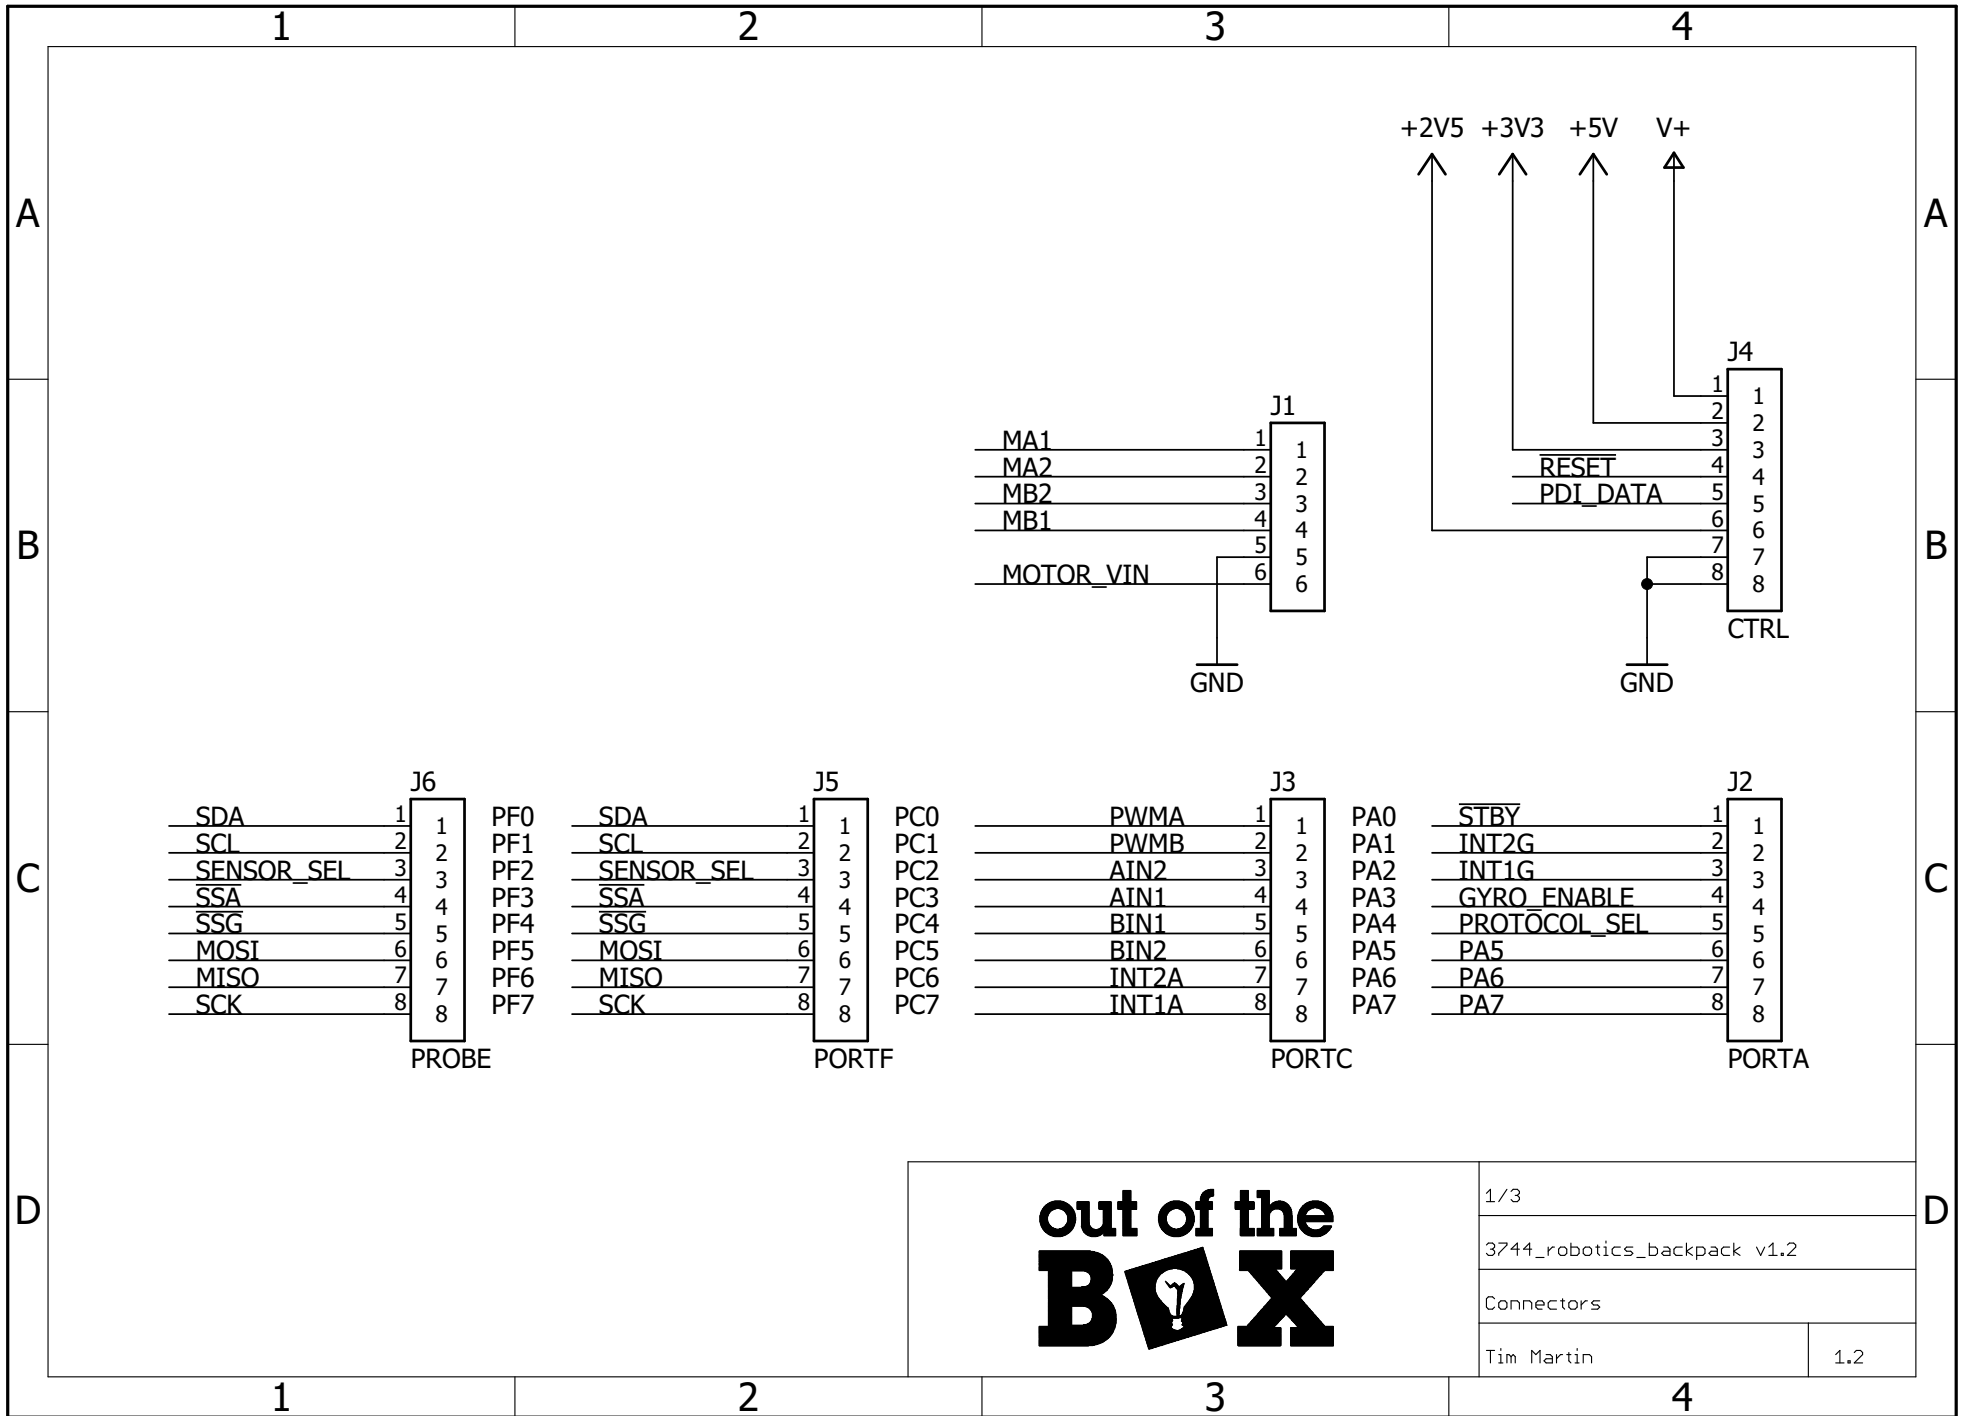 1 2 3 4
A A
B B
C C
D D
+2V5 +3V3 +5V V+
J4
1 1
2 2
3 3
RESET 4 4
PDI_DATA 5 5
6 6
7 7
8 8
CTRL
GND
J1
MA1 1 1
MA2 2 2
MB2 3 3
MB1 4 4
5 5
MOTOR_VIN 6 6
GND
J6
SDA 1 1
SCL 2 2
SENSOR_SEL 3 3
SSA 4 4
SSG 5 5
MOSI 6 6
MISO 7 7
SCK 8 8
PROBE
J5
PF0 SDA 1 1
PF1 SCL 2 2
PF2 SENSOR_SEL 3 3
PF3 SSA 4 4
PF4 SSG 5 5
PF5 MOSI 6 6
PF6 MISO 7 7
PF7 SCK 8 8
PORTF
J3
PC0 PWMA 1 1
PC1 PWMB 2 2
PC2 AIN2 3 3
PC3 AIN1 4 4
PC4 BIN1 5 5
PC5 BIN2 6 6
PC6 INT2A 7 7
PC7 INT1A 8 8
PORTC
J2
PA0 STBY 1 1
PA1 INT2G 2 2
PA2 INT1G 3 3
PA3 GYRO_ENABLE 4 4
PA4 PROTOCOL_SEL 5 5
PA5 PA5 6 6
PA6 PA6 7 7
PA7 PA7 8 8
PORTA
out of the
BOX
1/3
3744_robotics_backpack v1.2
Connectors
Tim Martin 1.2
1 2 3 4